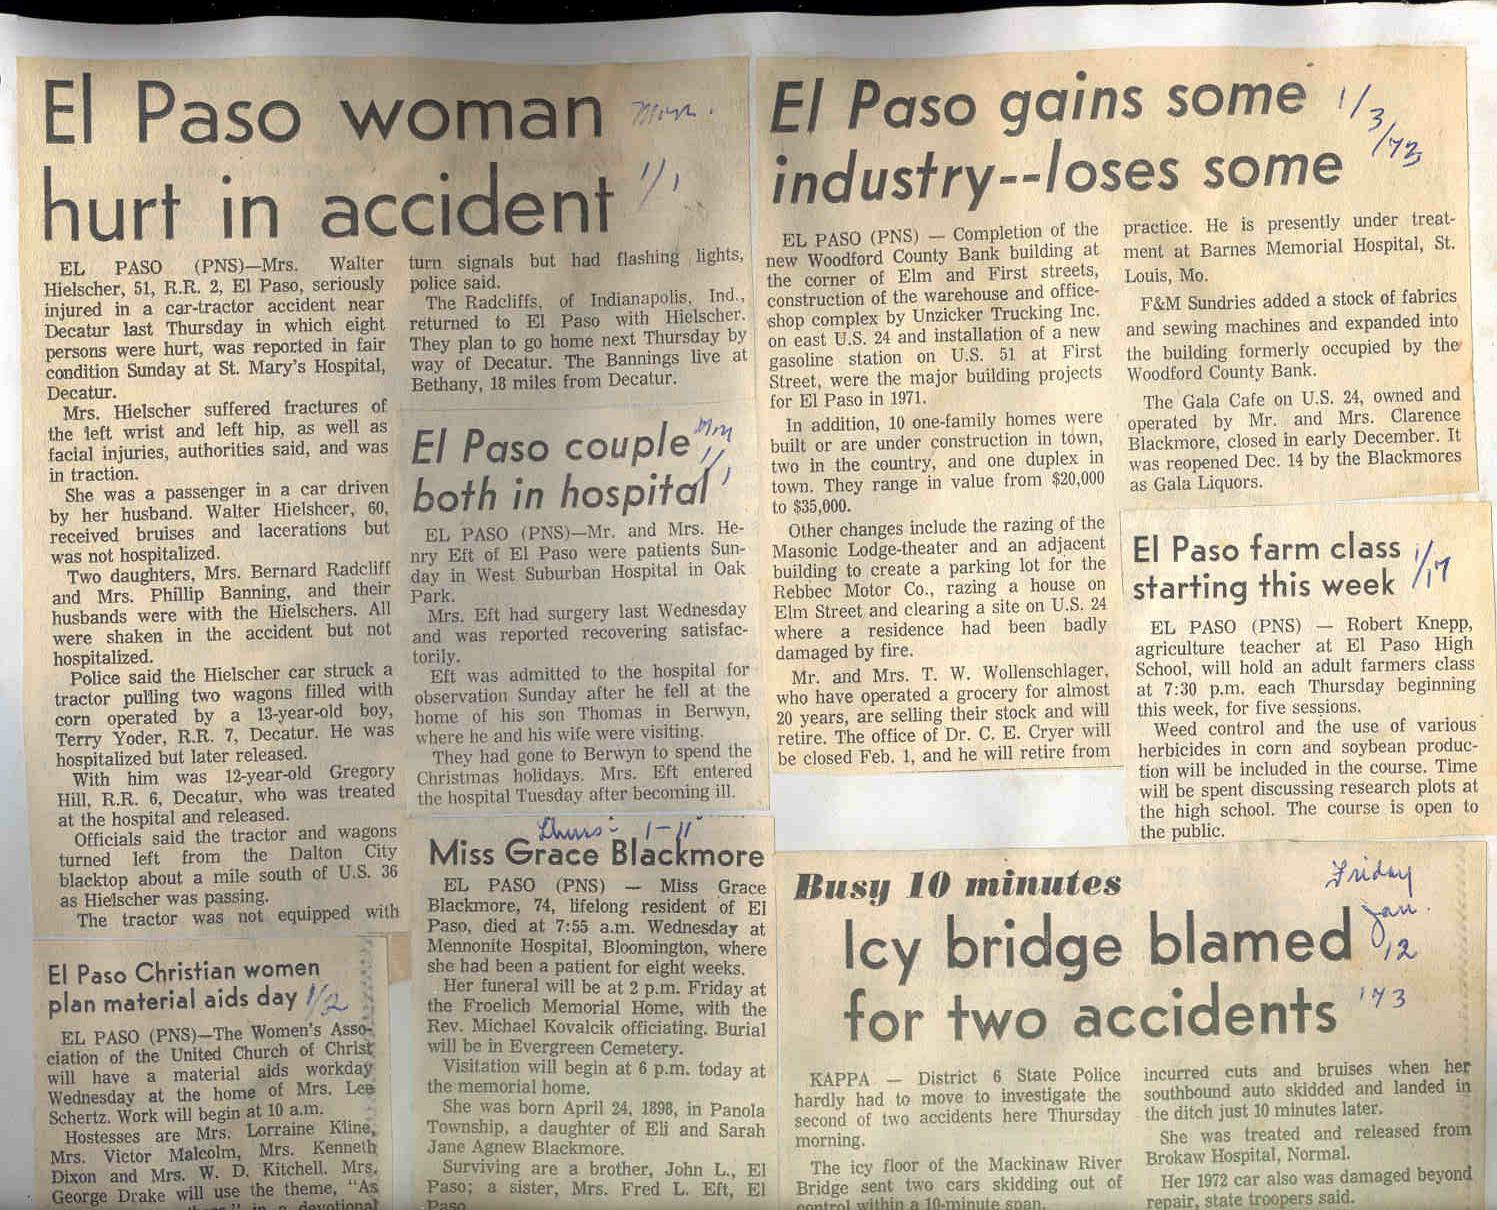 El Paso woman
hurt in accident
Mon.
1/1
EL PASO (PNS)—Mrs. Walter
Hielscher, 51, R.R. 2, El Paso, seriously
injured in a car-tractor accident near
Decatur last Thursday in which eight
persons were hurt, was reported in fair
condition Sunday at St. Mary's Hospital,
Decatur.
Mrs. Hielscher suffered fractures of
the left wrist and left hip, as well as
facial injuries, authorities said, and was
in traction.
She was a passenger in a car driven
by her husband. Walter Hielshcer, 60,
received bruises and lacerations but
was not hospitalized.
Two daughters, Mrs. Bernard Radcliff
and Mrs. Phillip Banning, and their
husbands were with the Hielschers. All
were shaken in the accident but not
hospitalized.
Police said the Hielscher car struck a
tractor pulling two wagons filled with
corn operated by a 13-year-old boy,
Terry Yoder, R.R. 7, Decatur. He was
hospitalized but later released.
With him was 12-year-old Gregory
Hill, R.R. 6, Decatur, who was treated
at the hospital and released.
Officials said the tractor and wagons
turned left from the Dalton City
blacktop about a mile south of U.S. 36
as Hielscher was passing.
The tractor was not equipped with
turn signals but had flashing lights,
police said.
The Radcliffs, of Indianapolis, Ind.,
returned to El Paso with Hielscher.
They plan to go home next Thursday by
way of Decatur. The Bannings live at
Bethany, 18 miles from Decatur.
El Paso couple
both in hospital
Mon
1/1
EL PASO (PNS)—Mr. and Mrs. He-
nry Eft of El Paso were patients Sun-
day in West Suburban Hospital in Oak
Park.
Mrs. Eft had surgery last Wednesday
and was reported recovering satisfac-
torily.
Eft was admitted to the hospital for
observation Sunday after he fell at the
home of his son Thomas in Berwyn,
where he and his wife were visiting.
They had gone to Berwyn to spend the
Christmas holidays. Mrs. Eft entered
the hospital Tuesday after becoming ill.
El Paso Christian women
plan material aids day 1/2
EL PASO (PNS)—The Women's Asso-
ciation of the United Church of Christ
will have a material aids workday
Wednesday at the home of Mrs. Lee
Schertz. Work will begin at 10 a.m.
Hostesses are Mrs. Lorraine Kline,
Mrs. Victor Malcolm, Mrs. Kenneth
Dixon and Mrs. W. D. Kitchell. Mrs.
George Drake will use the theme, "As
in a devotional
Thurs- 1-11
Miss Grace Blackmore
EL PASO (PNS) — Miss Grace
Blackmore, 74, lifelong resident of El
Paso, died at 7:55 a.m. Wednesday at
Mennonite Hospital, Bloomington, where
she had been a patient for eight weeks.
Her funeral will be at 2 p.m. Friday at
the Froelich Memorial Home, with the
Rev. Michael Kovalcik officiating. Burial
will be in Evergreen Cemetery.
Visitation will begin at 6 p.m. today at
the memorial home.
She was born April 24, 1898, in Panola
Township, a daughter of Eli and Sarah
Jane Agnew Blackmore.
Surviving are a brother, John L., El
Paso; a sister, Mrs. Fred L. Eft, El
Paso
El Paso gains some
industry--loses some
1/3/73
EL PASO (PNS) — Completion of the
new Woodford County Bank building at
the corner of Elm and First streets,
construction of the warehouse and office-
shop complex by Unzicker Trucking Inc.
on east U.S. 24 and installation of a new
gasoline station on U.S. 51 at First
Street, were the major building projects
for El Paso in 1971.
In addition, 10 one-family homes were
built or are under construction in town,
two in the country, and one duplex in
town. They range in value from $20,000
to $35,000.
Other changes include the razing of the
Masonic Lodge-theater and an adjacent
building to create a parking lot for the
Rebbec Motor Co., razing a house on
Elm Street and clearing a site on U.S. 24
where a residence had been badly
damaged by fire.
Mr. and Mrs. T. W. Wollenschlager,
who have operated a grocery for almost
20 years, are selling their stock and will
retire. The office of Dr. C. E. Cryer will
be closed Feb. 1, and he will retire from
practice. He is presently under treat-
ment at Barnes Memorial Hospital, St.
Louis, Mo.
F&M Sundries added a stock of fabrics
and sewing machines and expanded into
the building formerly occupied by the
Woodford County Bank.
The Gala Cafe on U.S. 24, owned and
operated by Mr. and Mrs. Clarence
Blackmore, closed in early December. It
was reopened Dec. 14 by the Blackmores
as Gala Liquors.
El Paso farm class
starting this week
1/17
EL PASO (PNS) — Robert Knepp,
agriculture teacher at El Paso High
School, will hold an adult farmers class
at 7:30 p.m. each Thursday beginning
this week, for five sessions.
Weed control and the use of various
herbicides in corn and soybean produc-
tion will be included in the course. Time
will be spent discussing research plots at
the high school. The course is open to
the public.
Busy 10 minutes
Icy bridge blamed
for two accidents
Friday
Jan.
12
'73
KAPPA — District 6 State Police
hardly had to move to investigate the
second of two accidents here Thursday
morning.
The icy floor of the Mackinaw River
Bridge sent two cars skidding out of
control within a 10-minute span.
incurred cuts and bruises when her
southbound auto skidded and landed in
the ditch just 10 minutes later.
She was treated and released from
Brokaw Hospital, Normal.
Her 1972 car also was damaged beyond
repair, state troopers said.